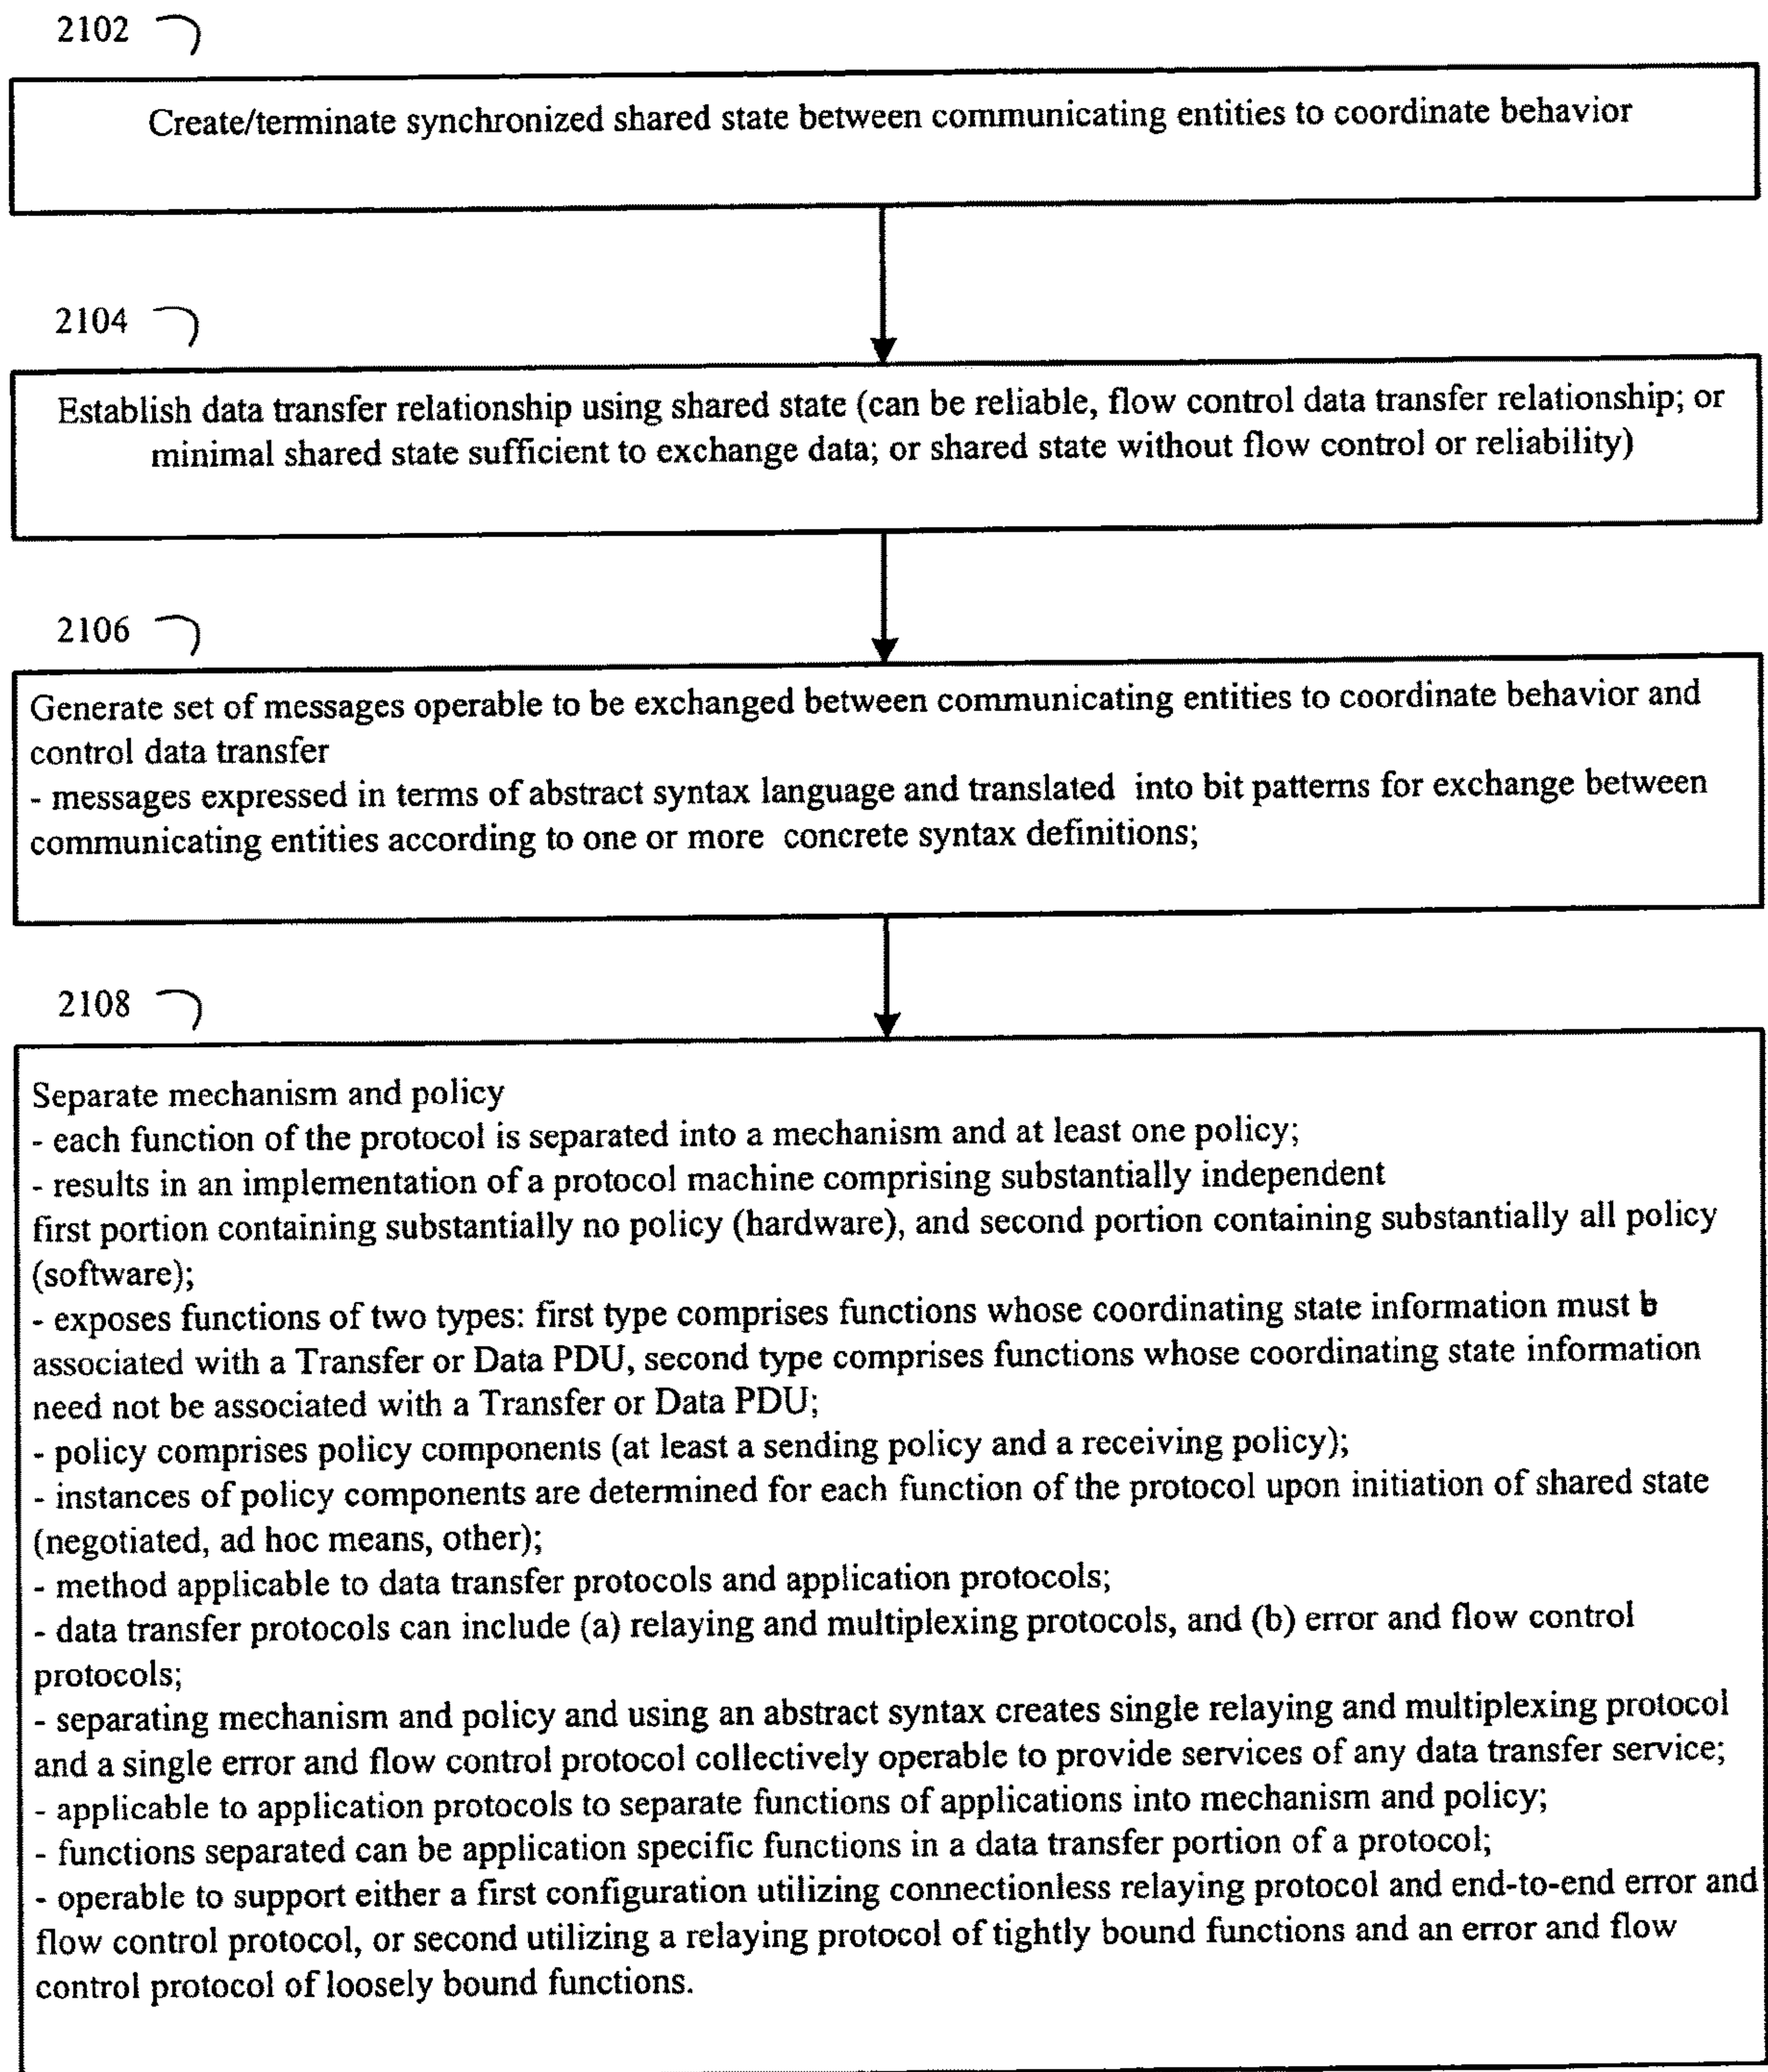 2102
Create/terminate synchronized shared state between communicating entities to coordinate behavior
2104
Establish data transfer relationship using shared state (can be reliable, flow control data transfer relationship; or
minimal shared state sufficient to exchange data; or shared state without flow control or reliability)
2106
Generate set of messages operable to be exchanged between communicating entities to coordinate behavior and
control data transfer
- messages expressed in terms of abstract syntax language and translated into bit patterns for exchange between
communicating entities according to one or more concrete syntax definitions;
2108
Separate mechanism and policy
- each function of the protocol is separated into a mechanism and at least one policy;
- results in an implementation of a protocol machine comprising substantially independent
first portion containing substantially no policy (hardware), and second portion containing substantially all policy
(software);
- exposes functions of two types: first type comprises functions whose coordinating state information must b
associated with a Transfer or Data PDU, second type comprises functions whose coordinating state information
need not be associated with a Transfer or Data PDU;
- policy comprises policy components (at least a sending policy and a receiving policy);
- instances of policy components are determined for each function of the protocol upon initiation of shared state
(negotiated, ad hoc means, other);
- method applicable to data transfer protocols and application protocols;
- data transfer protocols can include (a) relaying and multiplexing protocols, and (b) error and flow control
protocols;
- separating mechanism and policy and using an abstract syntax creates single relaying and multiplexing protocol
and a single error and flow control protocol collectively operable to provide services of any data transfer service;
- applicable to application protocols to separate functions of applications into mechanism and policy;
- functions separated can be application specific functions in a data transfer portion of a protocol;
- operable to support either a first configuration utilizing connectionless relaying protocol and end-to-end error and
flow control protocol, or second utilizing a relaying protocol of tightly bound functions and an error and flow
control protocol of loosely bound functions.